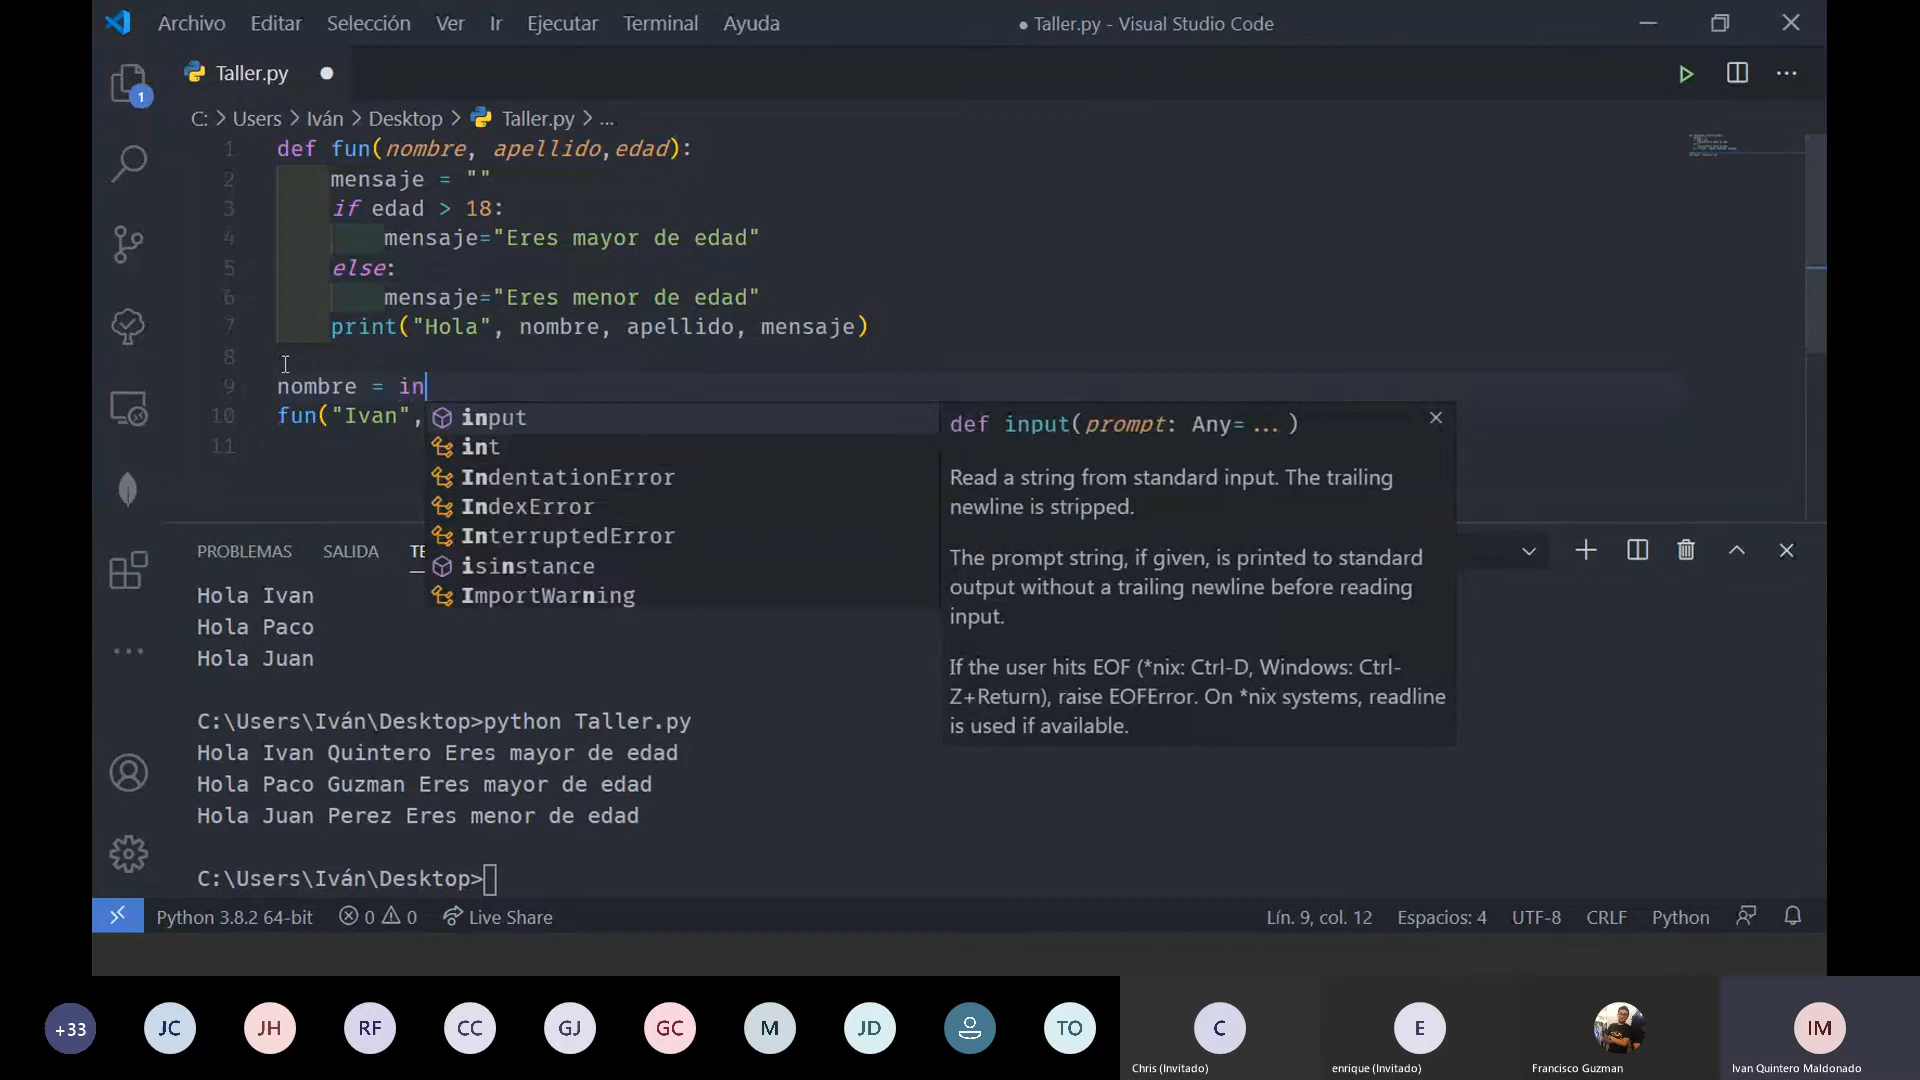 Archivo Editar Selección Ver Ir Ejecutar Terminal Ayuda ● Taller.py - Visual Studio Code
Taller.py
1
C: > Users > Iván > Desktop > Taller.py > ...
1 def fun(nombre, apellido,edad):
2 mensaje = ""
3 if edad > 18:
4 mensaje="Eres mayor de edad"
5 else:
6 mensaje="Eres menor de edad"
7 print("Hola", nombre, apellido, mensaje)
8
9 nombre = in
10 fun("Ivan",
11
input
int
IndentationError
IndexError
InterruptedError
isinstance
ImportWarning
def input(prompt: Any=...)
Read a string from standard input. The trailing
newline is stripped.
The prompt string, if given, is printed to standard
output without a trailing newline before reading
input.
If the user hits EOF (*nix: Ctrl-D, Windows: Ctrl-
Z+Return), raise EOFError. On *nix systems, readline
is used if available.
PROBLEMAS SALIDA TE
Hola Ivan
Hola Paco
Hola Juan
C:\Users\Iván\Desktop>python Taller.py
Hola Ivan Quintero Eres mayor de edad
Hola Paco Guzman Eres mayor de edad
Hola Juan Perez Eres menor de edad
C:\Users\Iván\Desktop>
Python 3.8.2 64-bit 0 0 Live Share Lín. 9, col. 12 Espacios: 4 UTF-8 CRLF Python
+33 JC JH RF CC GJ GC M JD TO C E IM
Chris (Invitado) enrique (Invitado) Francisco Guzman Ivan Quintero Maldonado